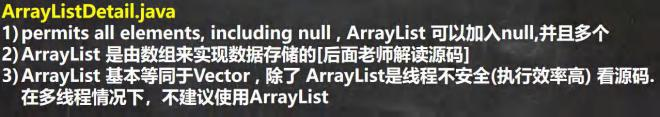 ArrayListDetail.java
1) permits all elements, including null , ArrayList 可以加入null,并且多个
2) ArrayList 是由数组来实现数据存储的[后面老师解读源码]
3) ArrayList 基本等同于Vector , 除了 ArrayList是线程不安全(执行效率高) 看源码.
在多线程情况下，不建议使用ArrayList